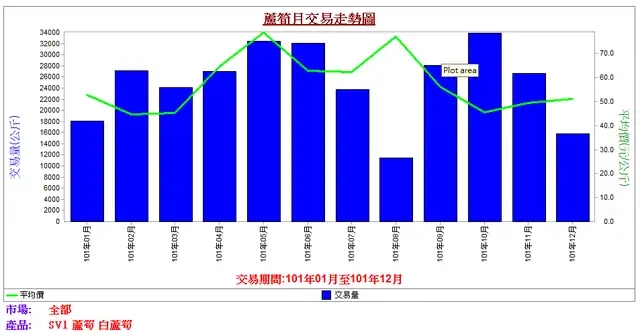 蘆筍月交易走勢圖
34000
32000
30000
28000
26000
24000
22000
20000
18000
16000
14000
12000
10000
8000
6000
4000
2000
0
交易量(公斤)
70.0
60.0
50.0
40.0
30.0
20.0
10.0
0.0
平均價(元/公斤)
Plot area
101年01月
101年02月
101年03月
101年04月
101年05月
101年06月
101年07月
101年08月
101年09月
101年10月
101年11月
101年12月
交易期間:101年01月至101年12月
平均價 交易量
市場: 全部
產品: SV1 蘆筍 白蘆筍